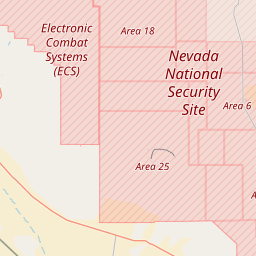 Electronic
Combat
Systems
(ECS)
Area 18
Nevada
National
Security
Site
Area 6
Area 25